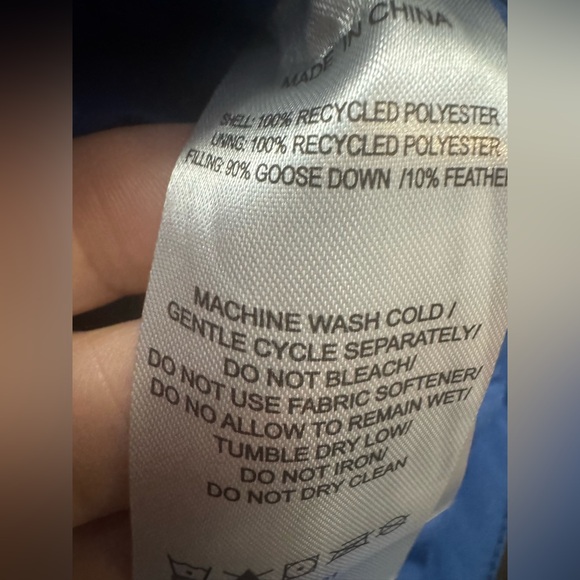 MADE IN CHINA
SHELL: 100% RECYCLED POLYESTER
LINING: 100% RECYCLED POLYESTER
FILLING: 90% GOOSE DOWN /10% FEATHE
MACHINE WASH COLD/
GENTLE CYCLE SEPARATELY/
DO NOT BLEACH/
DO NOT USE FABRIC SOFTENER/
DO NO ALLOW TO REMAIN WET/
TUMBLE DRY LOW/
DO NOT IRON/
DO NOT DRY CLEAN